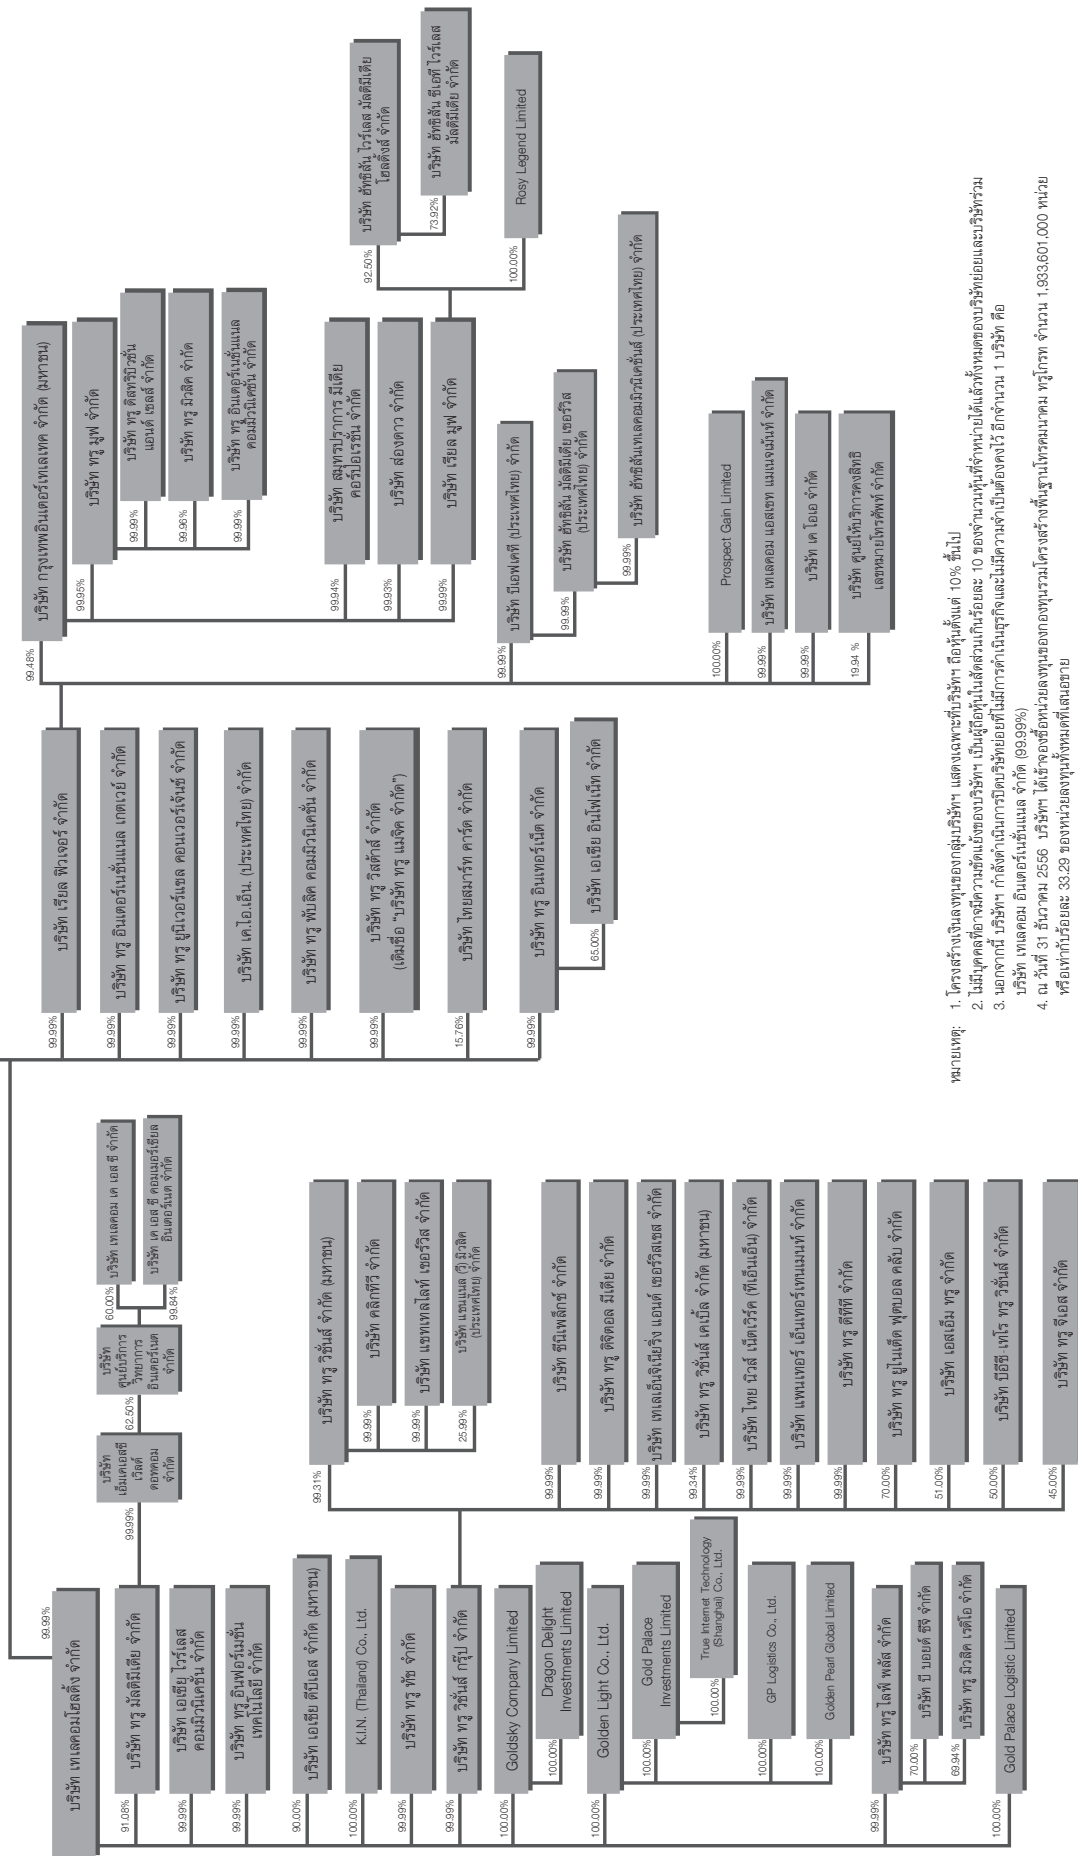 99.99%
บริษัท เทเลคอมโฮลดิ้ง จำกัด
91.08%
บริษัท ทรู มัลติมีเดีย จำกัด
99.99%
บริษัท
เอ็มเคเอสซี
เวิลด์
ดอทคอม
จำกัด
62.50%
บริษัท
ศูนย์บริการ
วิทยาการ
อินเตอร์เนต
จำกัด
60.00%
บริษัท เทเลคอม เค เอส ซี จำกัด
99.84%
บริษัท เค เอส ซี คอมเมอร์เชียล
อินเตอร์เนต จำกัด
99.99%
บริษัท เอเซีย ไวร์เลส
คอมมิวนิเคชั่น จำกัด
99.99%
บริษัท ทรู อินฟอร์เมชั่น
เทคโนโลยี จำกัด
90.00%
บริษัท เอเชีย ดีบีเอส จำกัด (มหาชน)
100.00%
K.I.N. (Thailand) Co., Ltd.
99.99%
บริษัท ทรู ทัช จำกัด
99.99%
บริษัท ทรู วิชั่นส์ กรุ๊ป จำกัด
99.31%
บริษัท ทรู วิชั่นส์ จำกัด (มหาชน)
99.99%
บริษัท คลิกทีวี จำกัด
99.99%
บริษัท แซทเทลไลท์ เซอร์วิส จำกัด
25.99%
บริษัท แชนแนล (วี) มิวสิค
(ประเทศไทย) จำกัด
99.99%
บริษัท ซีนิเพล็กซ์ จำกัด
99.99%
บริษัท ทรู ดิจิตอล มีเดีย จำกัด
99.99%
บริษัท เทเลเอ็นจิเนียริ่ง แอนด์ เซอร์วิสเซส จำกัด
99.34%
บริษัท ทรู วิชั่นส์ เคเบิ้ล จำกัด (มหาชน)
99.99%
บริษัท ไทย นิวส์ เน็ตเวิร์ค (ทีเอ็นเอ็น) จำกัด
99.99%
บริษัท แพนเทอร์ เอ็นเทอร์เทนเมนท์ จำกัด
99.99%
บริษัท ทรู ดีทีที จำกัด
70.00%
บริษัท ทรู ยูไนเต็ด ฟุตบอล คลับ จำกัด
51.00%
บริษัท เอสเอ็ม ทรู จำกัด
50.00%
บริษัท บีอีซี-เทโร ทรู วิชั่นส์ จำกัด
45.00%
บริษัท ทรู จีเอส จำกัด
100.00%
Goldsky Company Limited
100.00%
Dragon Delight
Investments Limited
100.00%
Golden Light Co., Ltd.
100.00%
Gold Palace
Investments Limited
100.00%
True Internet Technology
(Shanghai) Co., Ltd.
100.00%
GP Logistics Co., Ltd.
100.00%
Golden Pearl Global Limited
99.99%
บริษัท ทรู ไลฟ์ พลัส จำกัด
70.00%
บริษัท บี บอยด์ ซีจี จำกัด
69.94%
บริษัท ทรู มิวสิค เรดิโอ จำกัด
100.00%
Gold Palace Logistic Limited
99.99%
บริษัท เรียล ฟิวเจอร์ จำกัด
99.99%
บริษัท ทรู อินเตอร์เนชั่นแนล เกตเวย์ จำกัด
99.99%
บริษัท ทรู ยูนิเวอร์แซล คอนเวอร์เจ้นซ์ จำกัด
99.99%
บริษัท เค.ไอ.เอ็น. (ประเทศไทย) จำกัด
99.99%
บริษัท ทรู พับลิค คอมมิวนิเคชั่น จำกัด
99.99%
บริษัท ทรู วิสต้าส์ จำกัด
(เดิมชื่อ "บริษัท ทรู แมจิค จำกัด")
15.76%
บริษัท ไทยสมาร์ท คาร์ด จำกัด
99.99%
บริษัท ทรู อินเทอร์เน็ต จำกัด
65.00%
บริษัท เอเชีย อินโฟเน็ท จำกัด
99.48%
บริษัท กรุงเทพอินเตอร์เทเลเทค จำกัด (มหาชน)
99.95%
บริษัท ทรู มูฟ จำกัด
99.99%
บริษัท ทรู ดิสทริบิวชั่น
แอนด์ เซลส์ จำกัด
99.96%
บริษัท ทรู มิวสิค จำกัด
99.99%
บริษัท ทรู อินเตอร์เนชั่นแนล
คอมมิวนิเคชั่น จำกัด
99.94%
บริษัท สมุทรปราการ มีเดีย
คอร์ปอเรชั่น จำกัด
99.93%
บริษัท ส่องดาว จำกัด
99.99%
บริษัท เรียล มูฟ จำกัด
92.50%
บริษัท ฮัทชิสัน ไวร์เลส มัลติมีเดีย
โฮลดิ้งส์ จำกัด
73.92%
บริษัท ฮัทชิสัน ซีเอที ไวร์เลส
มัลติมีเดีย จำกัด
100.00%
Rosy Legend Limited
99.99%
บริษัท บีเอฟเคที (ประเทศไทย) จำกัด
99.99%
บริษัท ฮัทชิสัน มัลติมีเดีย เซอร์วิส
(ประเทศไทย) จำกัด
99.99%
บริษัท ฮัทชิสันเทเลคอมมิวนิเคชั่นส์ (ประเทศไทย) จำกัด
100.00%
Prospect Gain Limited
99.99%
บริษัท เทเลคอม แอสเซท แมเนจเม้นท์ จำกัด
99.99%
บริษัท เค โอเอ จำกัด
19.94 %
บริษัท ศูนย์ให้บริการคงสิทธิ
เลขหมายโทรศัพท์ จำกัด
หมายเหตุ: 1. โครงสร้างเงินลงทุนของกลุ่มบริษัทฯ แสดงเฉพาะที่บริษัทฯ ถือหุ้นตั้งแต่ 10% ขึ้นไป
2. ไม่มีบุคคลที่อาจมีความขัดแย้งของบริษัทฯ เป็นผู้ถือหุ้นในสัดส่วนเกินร้อยละ 10 ของจำนวนหุ้นที่จำหน่ายได้แล้วทั้งหมดของบริษัทย่อยและบริษัทร่วม
3. นอกจากนี้ บริษัทฯ กำลังดำเนินการปิดบริษัทย่อยที่ไม่มีการดำเนินธุรกิจและไม่มีความจำเป็นต้องคงไว้ อีกจำนวน 1 บริษัท คือ
บริษัท เทเลคอม อินเตอร์เนชั่นแนล จำกัด (99.99%)
4. ณ วันที่ 31 ธันวาคม 2556 บริษัทฯ ได้เข้าจองซื้อหน่วยลงทุนของกองทุนรวมโครงสร้างพื้นฐานโทรคมนาคม ทรูโกรท จำนวน 1,933,601,000 หน่วย
หรือเท่ากับร้อยละ 33.29 ของหน่วยลงทุนทั้งหมดที่เสนอขาย